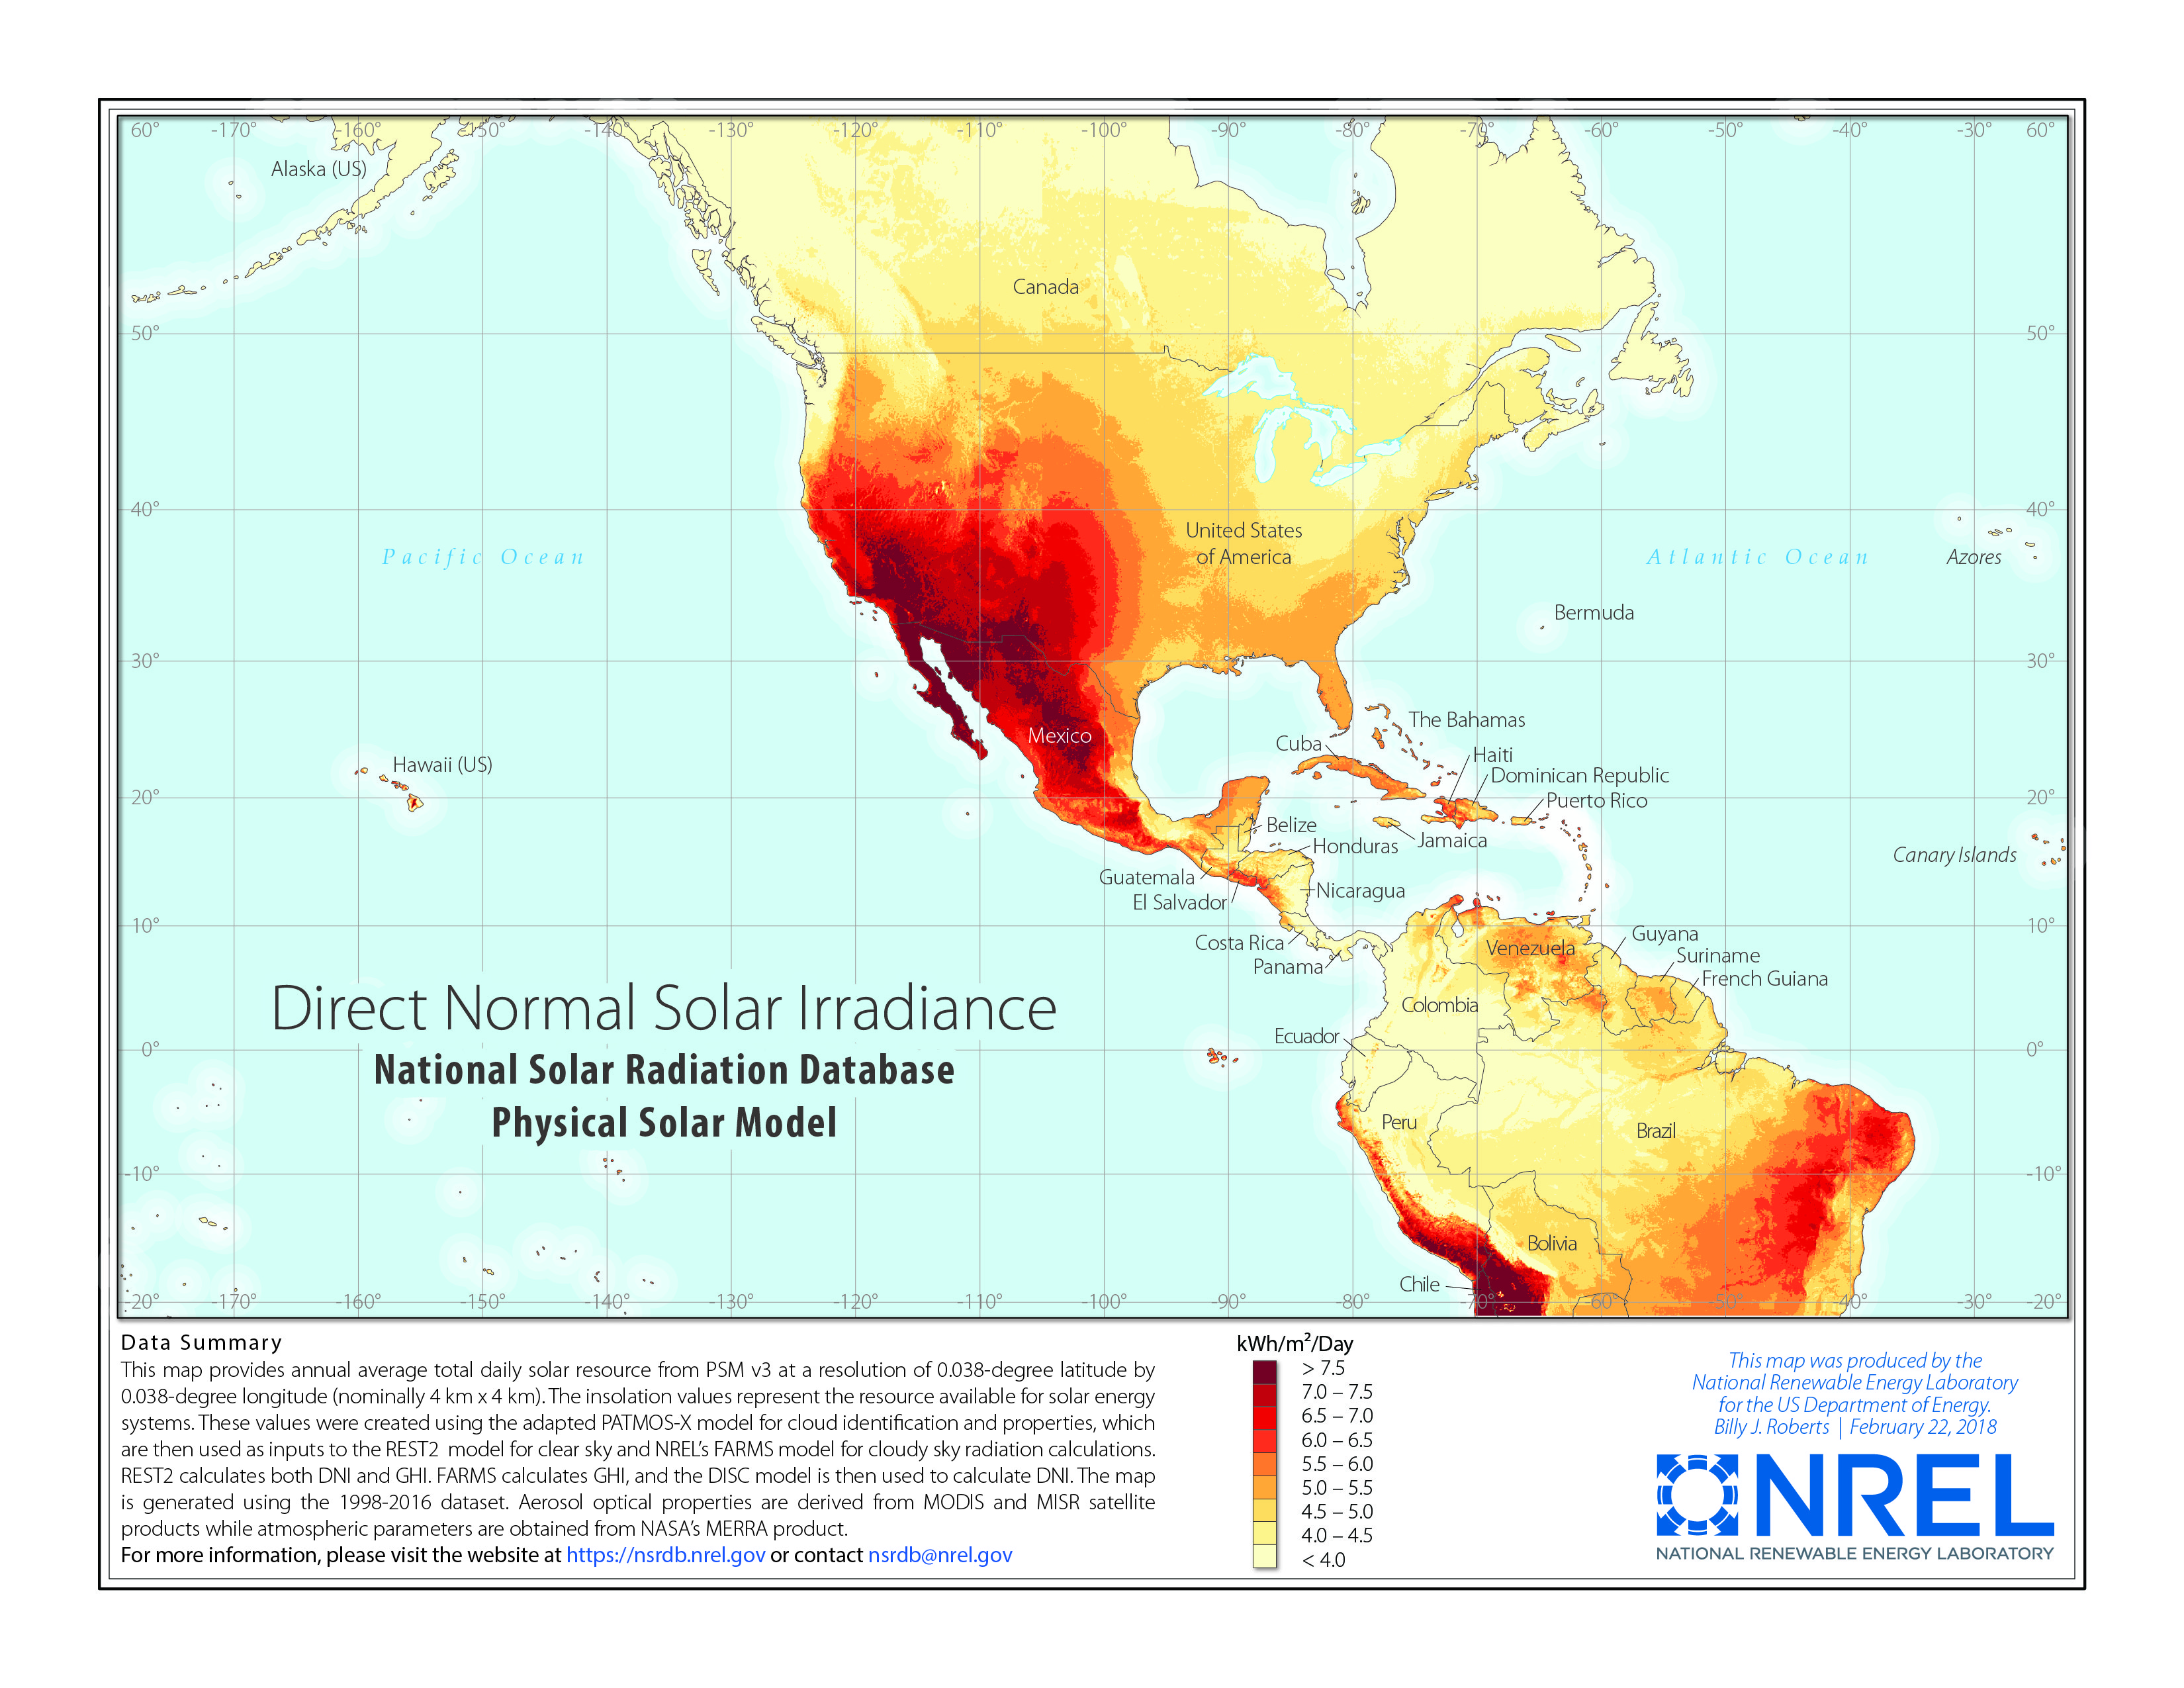 60° -170° -160° -150° -140° -130° -120° -110° -100° -90° -80° -70° -60° -50° -40° -30° 60°
Alaska (US)
Canada
50° 50°
40° 40°
United States
of America
Pacific Ocean
Atlantic Ocean
Azores
Bermuda
30° 30°
The Bahamas
Mexico
Cuba
Haiti
Hawaii (US)
Dominican Republic
20° 20°
Puerto Rico
Belize
Jamaica
Honduras
Canary Islands
Guatemala
Nicaragua
El Salvador
10° 10°
Costa Rica
Venezuela
Guyana
Panama
Suriname
French Guiana
Colombia
Direct Normal Solar Irradiance
Ecuador
0° 0°
National Solar Radiation Database
Physical Solar Model
Peru
Brazil
-10° -10°
Bolivia
Chile
-20° -170° -160° -150° -140° -130° -120° -110° -100° -90° -80° -70° -60° -50° -40° -30° -20°
Data Summary
This map provides annual average total daily solar resource from PSM v3 at a resolution of 0.038-degree latitude by
0.038-degree longitude (nominally 4 km x 4 km). The insolation values represent the resource available for solar energy
systems. These values were created using the adapted PATMOS-X model for cloud identification and properties, which
are then used as inputs to the REST2 model for clear sky and NREL's FARMS model for cloudy sky radiation calculations.
REST2 calculates both DNI and GHI. FARMS calculates GHI, and the DISC model is then used to calculate DNI. The map
is generated using the 1998-2016 dataset. Aerosol optical properties are derived from MODIS and MISR satellite
products while atmospheric parameters are obtained from NASA's MERRA product.
For more information, please visit the website at https://nsrdb.nrel.gov or contact nsrdb@nrel.gov
kWh/m²/Day
> 7.5
7.0 – 7.5
6.5 – 7.0
6.0 – 6.5
5.5 – 6.0
5.0 – 5.5
4.5 – 5.0
4.0 – 4.5
< 4.0
This map was produced by the
National Renewable Energy Laboratory
for the US Department of Energy.
Billy J. Roberts | February 22, 2018
NREL
NATIONAL RENEWABLE ENERGY LABORATORY